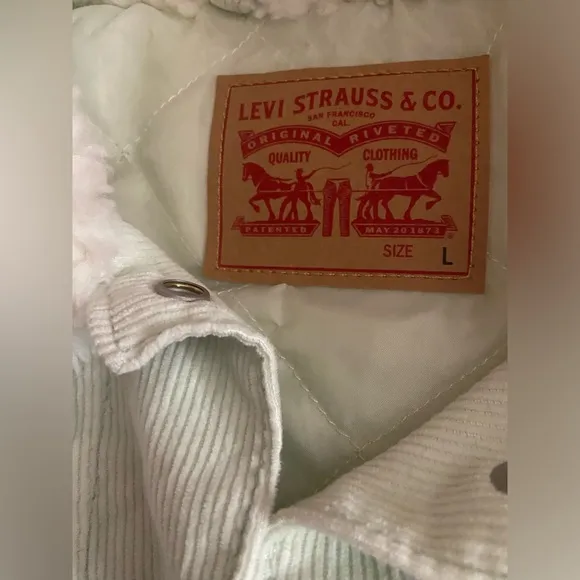 LEVI STRAUSS & CO.
SAN FRANCISCO
CAL.
ORIGINAL RIVETED
QUALITY CLOTHING
PATENTED MAY 20 1873
SIZE L